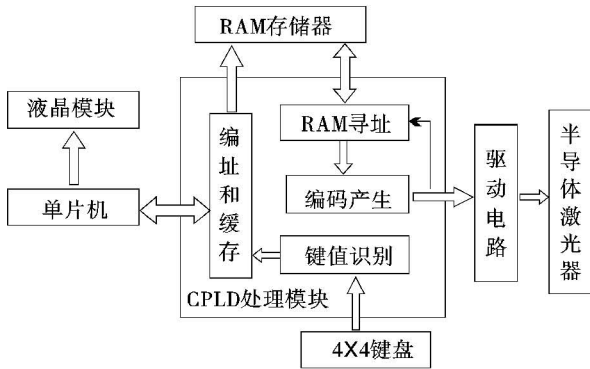 RAM存储器
液晶模块
单片机
编址和缓存
RAM寻址
编码产生
键值识别
CPLD处理模块
4X4键盘
驱动电路
半导体激光器